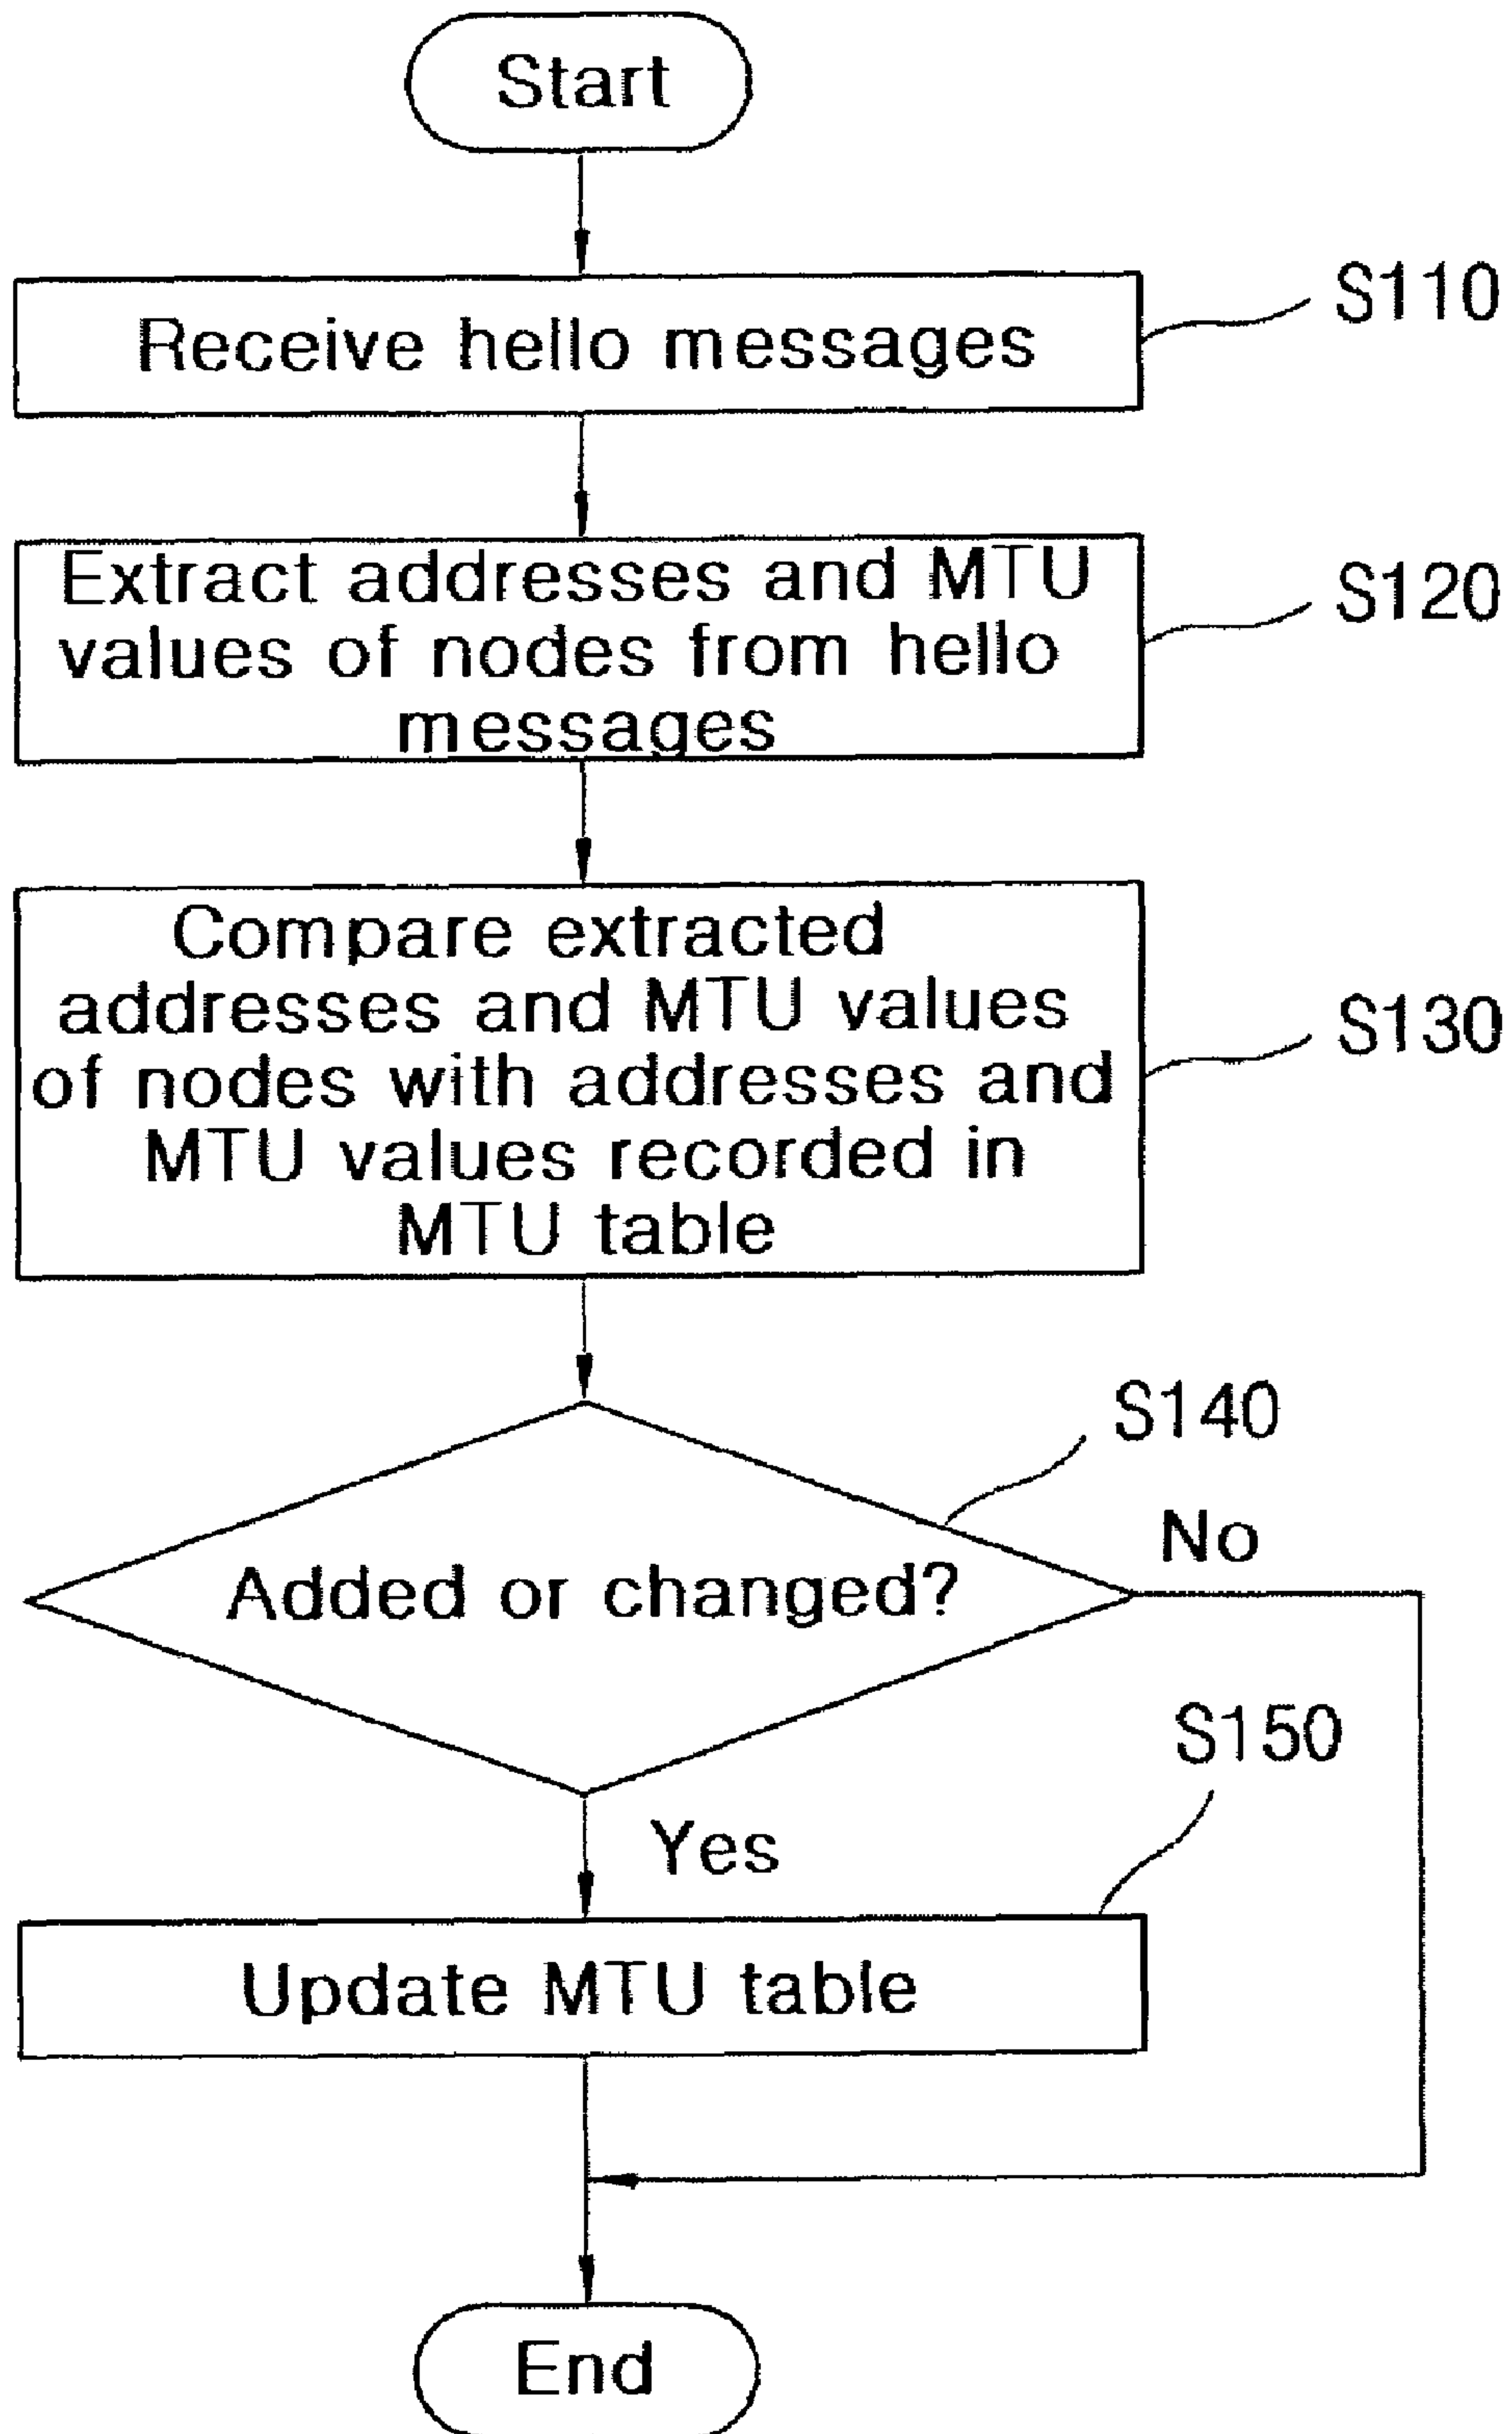 Start
Receive hello messages
S110
Extract addresses and MTU
values of nodes from hello
messages
S120
Compare extracted
addresses and MTU values
of nodes with addresses and
MTU values recorded in
MTU table
S130
S140
Added or changed?
No
Yes
S150
Update MTU table
End